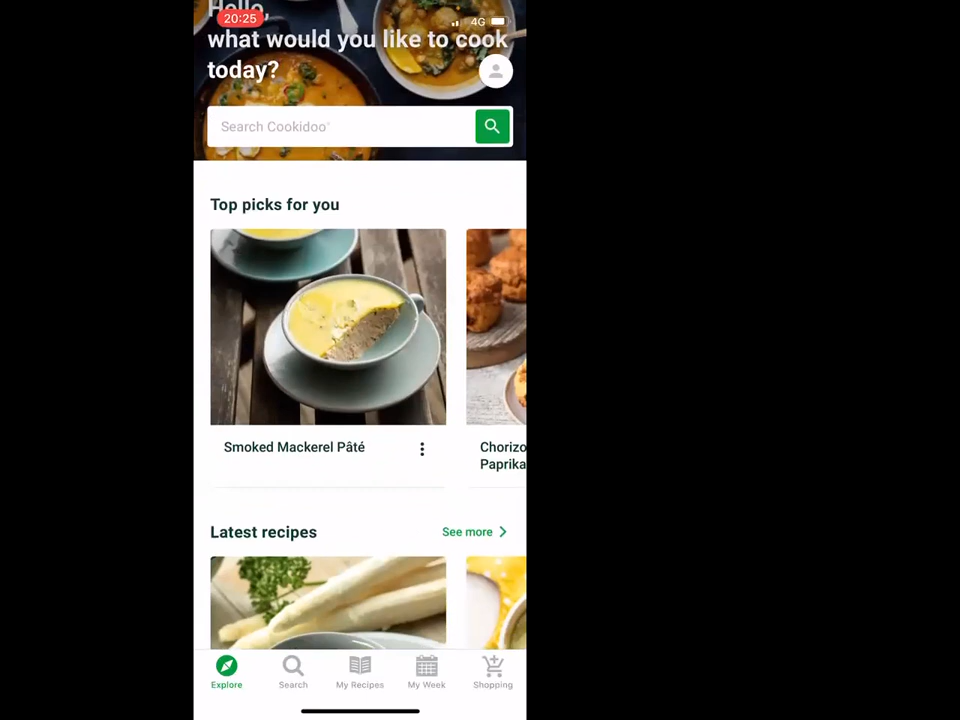 Hello,
20:25
4G
what would you like to cook
today?
Search Cookidoo®
Top picks for you
Smoked Mackerel Pâté
Chorizo
Paprika
Latest recipes
See more
Explore
Search
My Recipes
My Week
Shopping